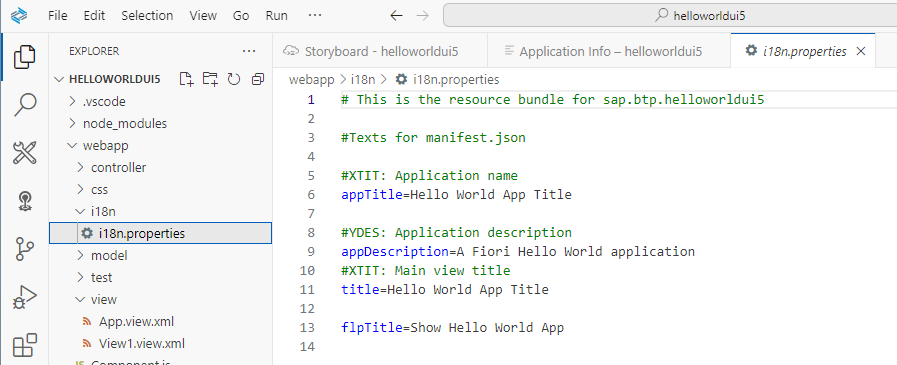 File Edit Selection View Go Run ···
helloworldui5
EXPLORER ···
HELLOWORLDUI5
.vscode
node_modules
webapp
controller
css
i18n
i18n.properties
model
test
view
App.view.xml
View1.view.xml
JS Component.js
Storyboard - helloworldui5
Application Info – helloworldui5
i18n.properties
webapp > i18n > i18n.properties
1 # This is the resource bundle for sap.btp.helloworldui5
2
3 #Texts for manifest.json
4
5 #XTIT: Application name
6 appTitle=Hello World App Title
7
8 #YDES: Application description
9 appDescription=A Fiori Hello World application
10 #XTIT: Main view title
11 title=Hello World App Title
12
13 flpTitle=Show Hello World App
14